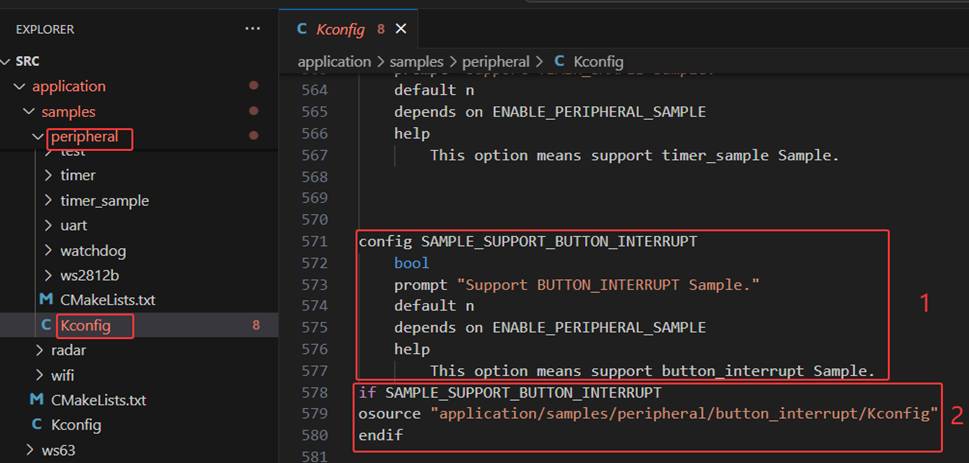 EXPLORER ...
SRC
application
samples
peripheral
test
timer
timer_sample
uart
watchdog
ws2812b
M CMakeLists.txt
C Kconfig 8
radar
wifi
M CMakeLists.txt
C Kconfig
ws63
C Kconfig 8 ×
application > samples > peripheral > C Kconfig
564 default n
565 depends on ENABLE_PERIPHERAL_SAMPLE
566 help
567 This option means support timer_sample Sample.
568
569
570
571 config SAMPLE_SUPPORT_BUTTON_INTERRUPT
572 bool
573 prompt "Support BUTTON_INTERRUPT Sample."
574 default n
575 depends on ENABLE_PERIPHERAL_SAMPLE
576 help
577 This option means support button_interrupt Sample.
578 if SAMPLE_SUPPORT_BUTTON_INTERRUPT
579 osource "application/samples/peripheral/button_interrupt/Kconfig"
580 endif
581
1
2